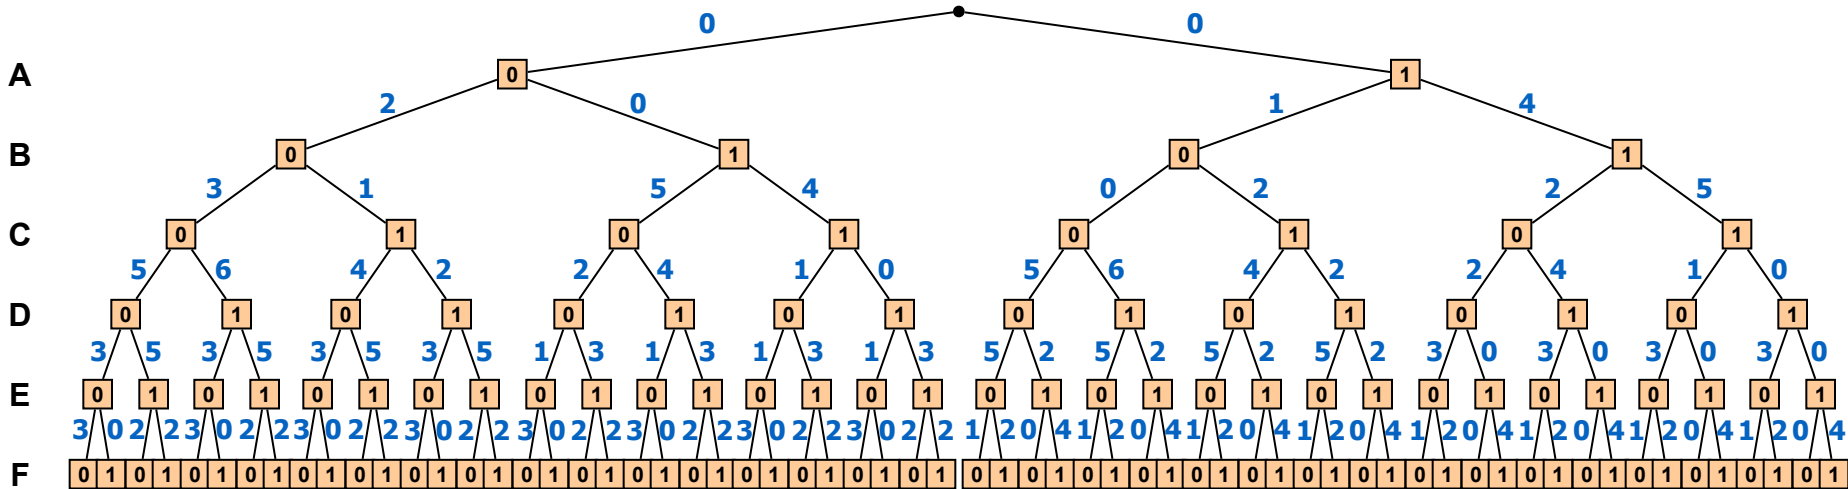 0 0
A 0 1
2 0 1 4
B 0 1 0 1
3 1 5 4 0 2 2 5
C 0 1 0 1 0 1 0 1
5 6 4 2 2 4 1 0 5 6 4 2 2 4 1 0
D 0 1 0 1 0 1 0 1 0 1 0 1 0 1 0 1
3 5 3 5 3 5 3 5 1 3 1 3 1 3 1 3 5 2 5 2 5 2 5 2 3 0 3 0 3 0 3 0
E 0 1 0 1 0 1 0 1 0 1 0 1 0 1 0 1 0 1 0 1 0 1 0 1 0 1 0 1 0 1 0 1
3 0 2 2 3 0 2 2 3 0 2 2 3 0 2 2 3 0 2 2 3 0 2 2 3 0 2 2 3 0 2 2 1 2 0 4 1 2 0 4 1 2 0 4 1 2 0 4 1 2 0 4 1 2 0 4 1 2 0 4 1 2 0 4
F 0 1 0 1 0 1 0 1 0 1 0 1 0 1 0 1 0 1 0 1 0 1 0 1 0 1 0 1 0 1 0 1 0 1 0 1 0 1 0 1 0 1 0 1 0 1 0 1 0 1 0 1 0 1 0 1 0 1 0 1 0 1 0 1